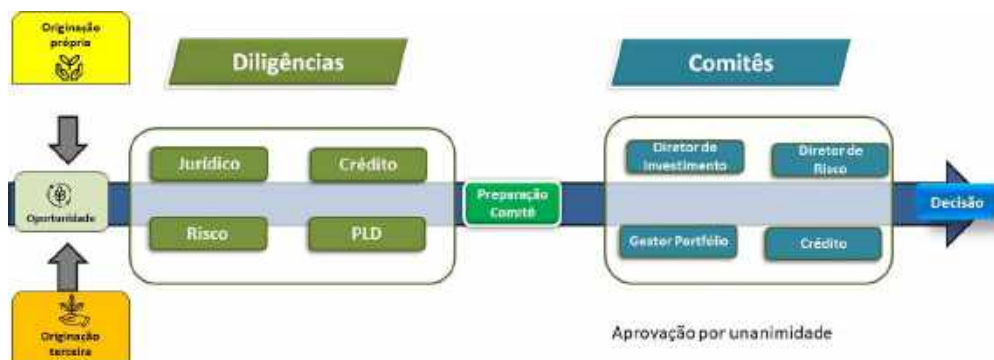 Originação
própria
Diligências
Comitês
Jurídico
Crédito
Diretor de
Investimento
Diretor de
Risco
Oportunidade
Preparação
Comitê
Decisão
Risco
PLD
Gestor Portfólio
Crédito
Originação
terceira
Aprovação por unanimidade